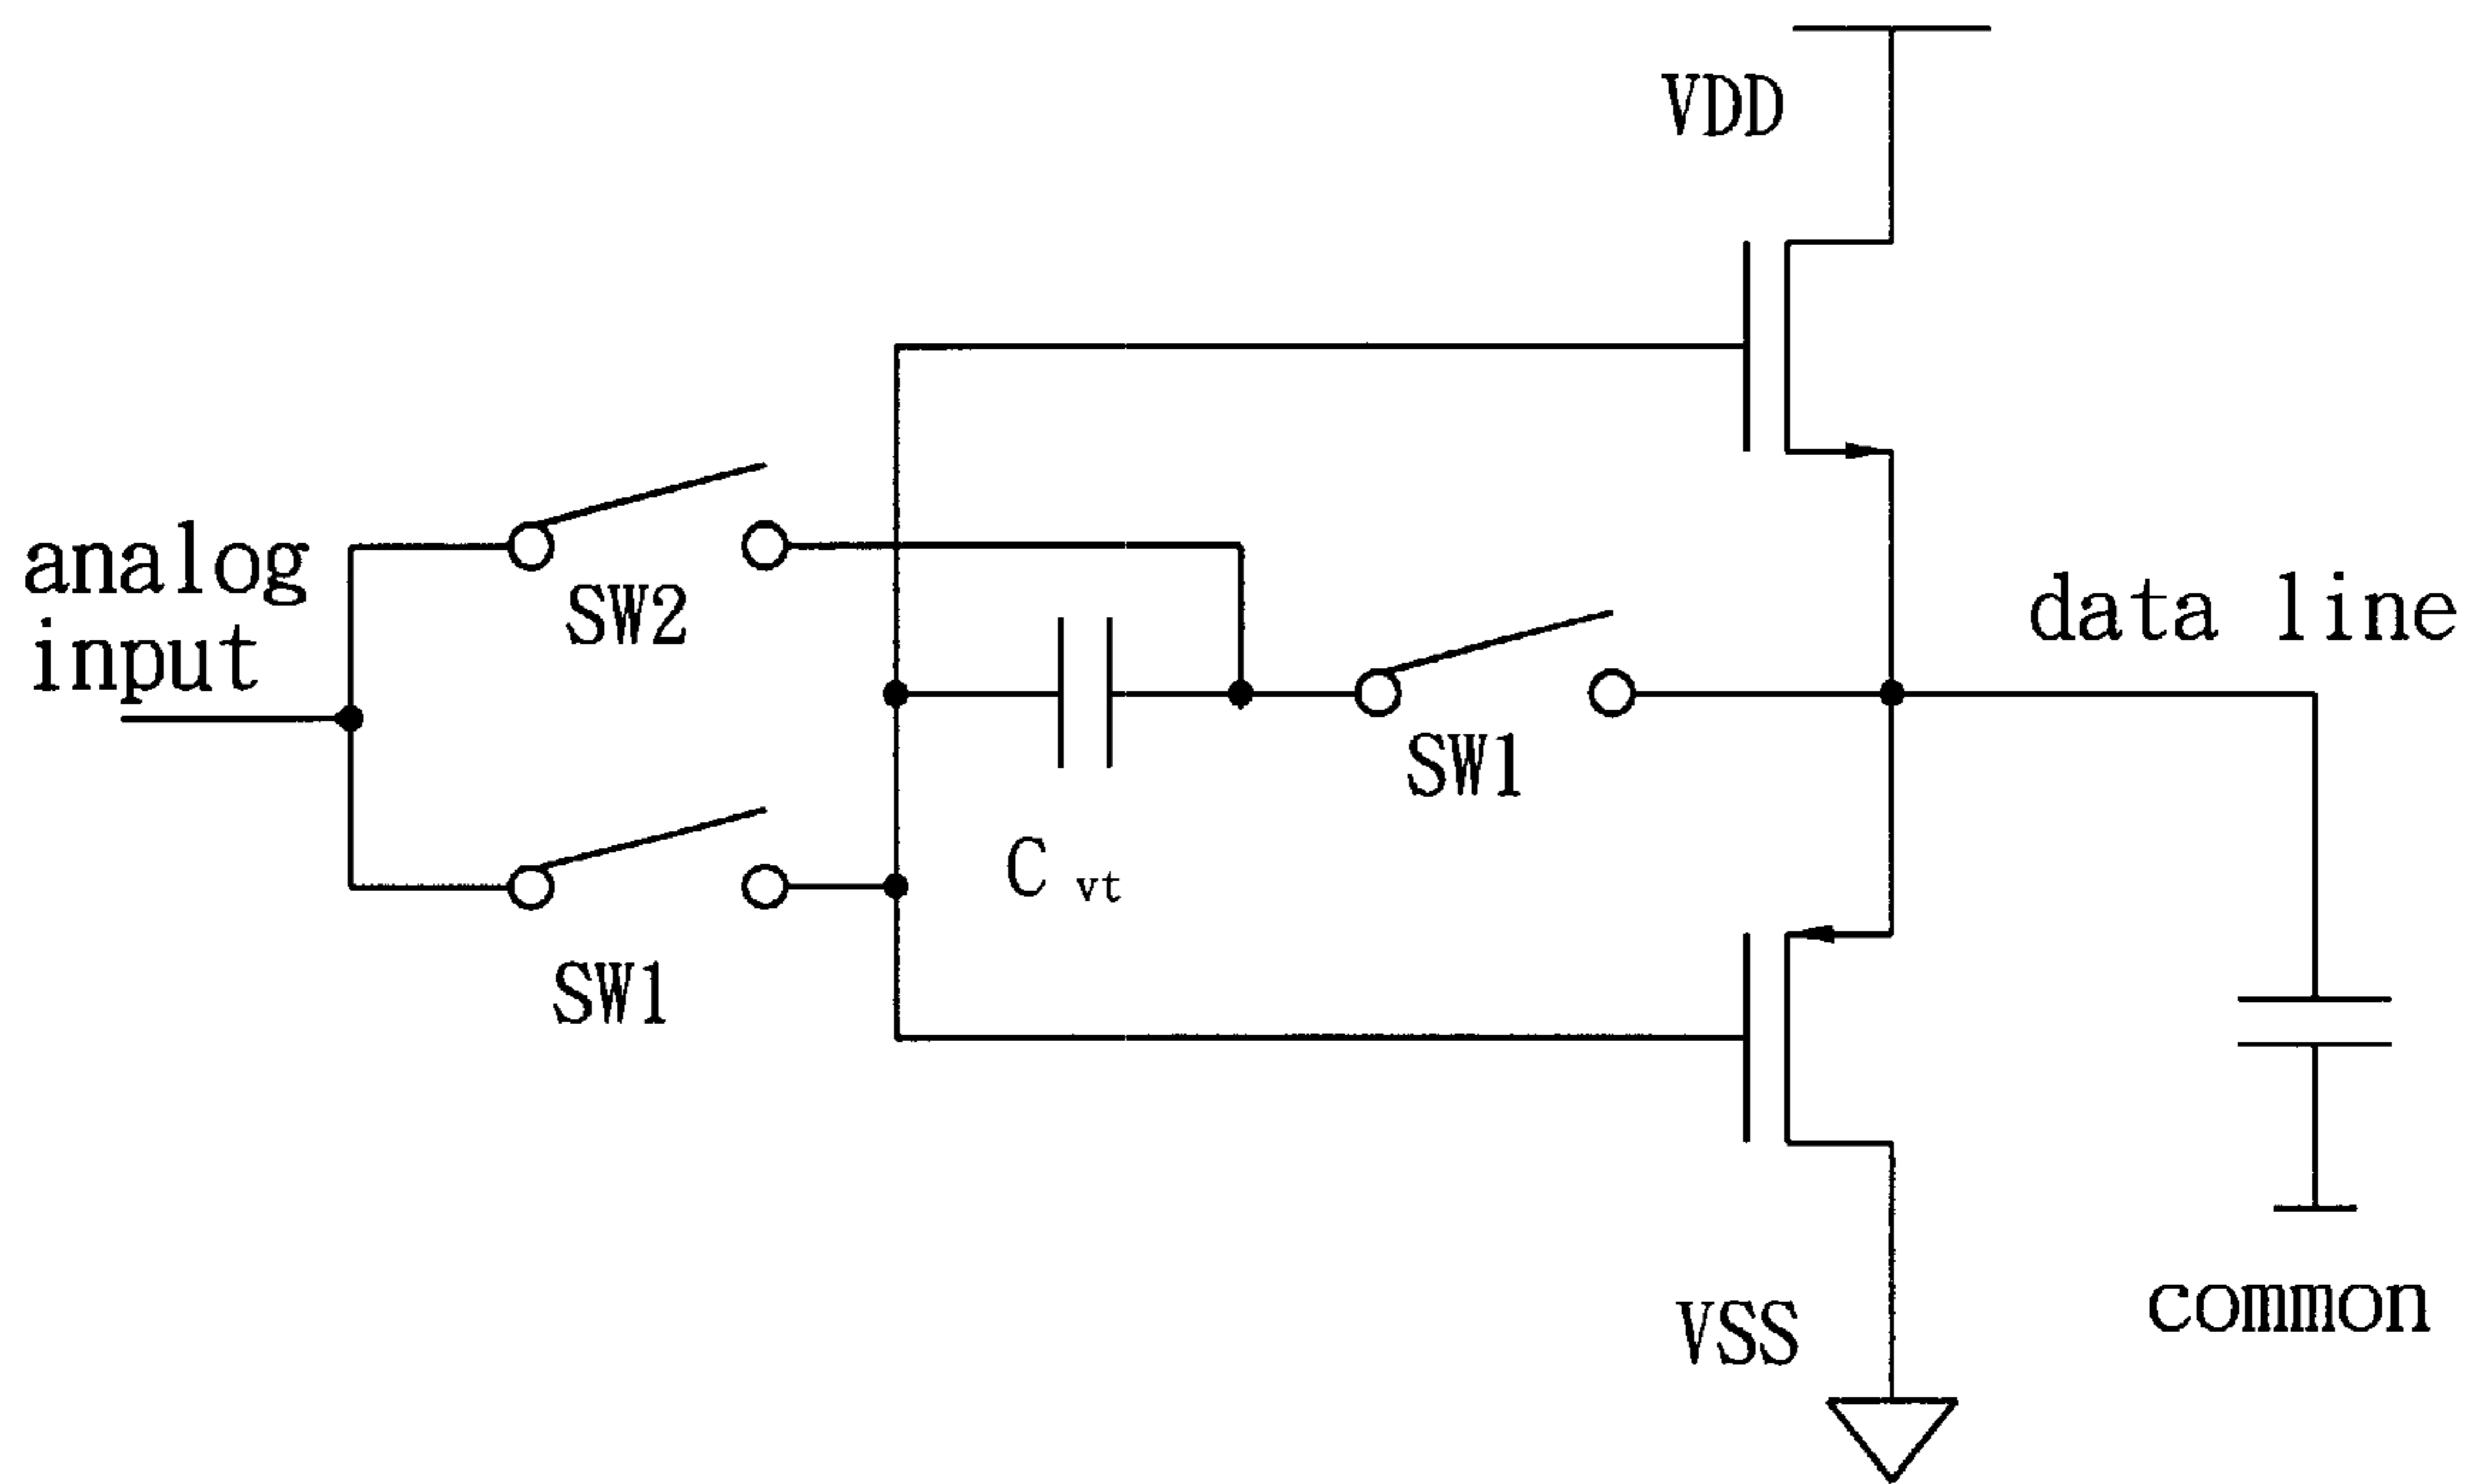 VDD
analog
input
SW2
data line
SW1
C vt
SW1
VSS
common